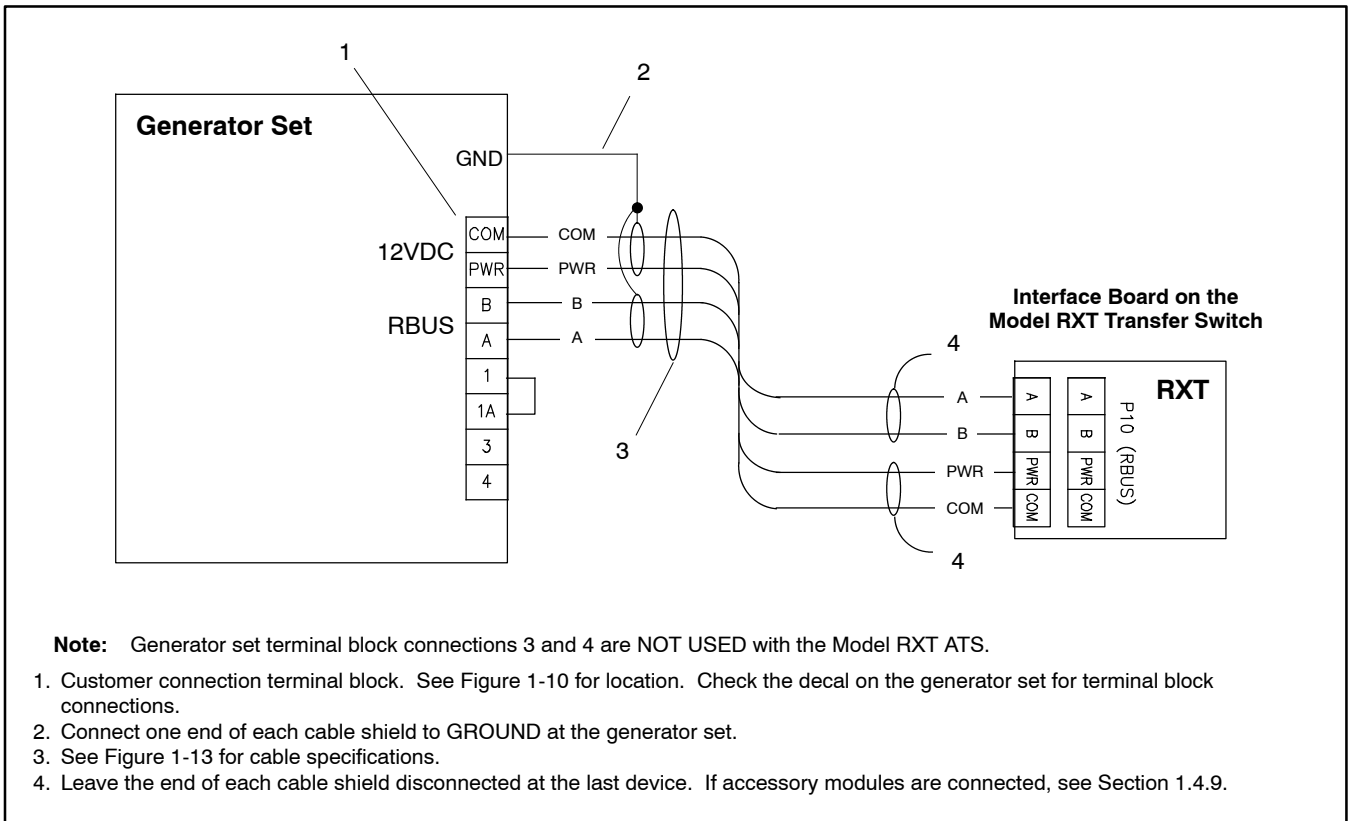 1
2
Generator Set
GND
COM
12VDC
PWR
B
RBUS
A
1
1A
3
4
COM
PWR
B
A
3
Interface Board on the
Model RXT Transfer Switch
4
A
B
PWR
COM
4
RXT
A
B
PWR
COM
A
B
PWR
COM
P10 (RBUS)
Note: Generator set terminal block connections 3 and 4 are NOT USED with the Model RXT ATS.
1. Customer connection terminal block. See Figure 1-10 for location. Check the decal on the generator set for terminal block
connections.
2. Connect one end of each cable shield to GROUND at the generator set.
3. See Figure 1-13 for cable specifications.
4. Leave the end of each cable shield disconnected at the last device. If accessory modules are connected, see Section 1.4.9.